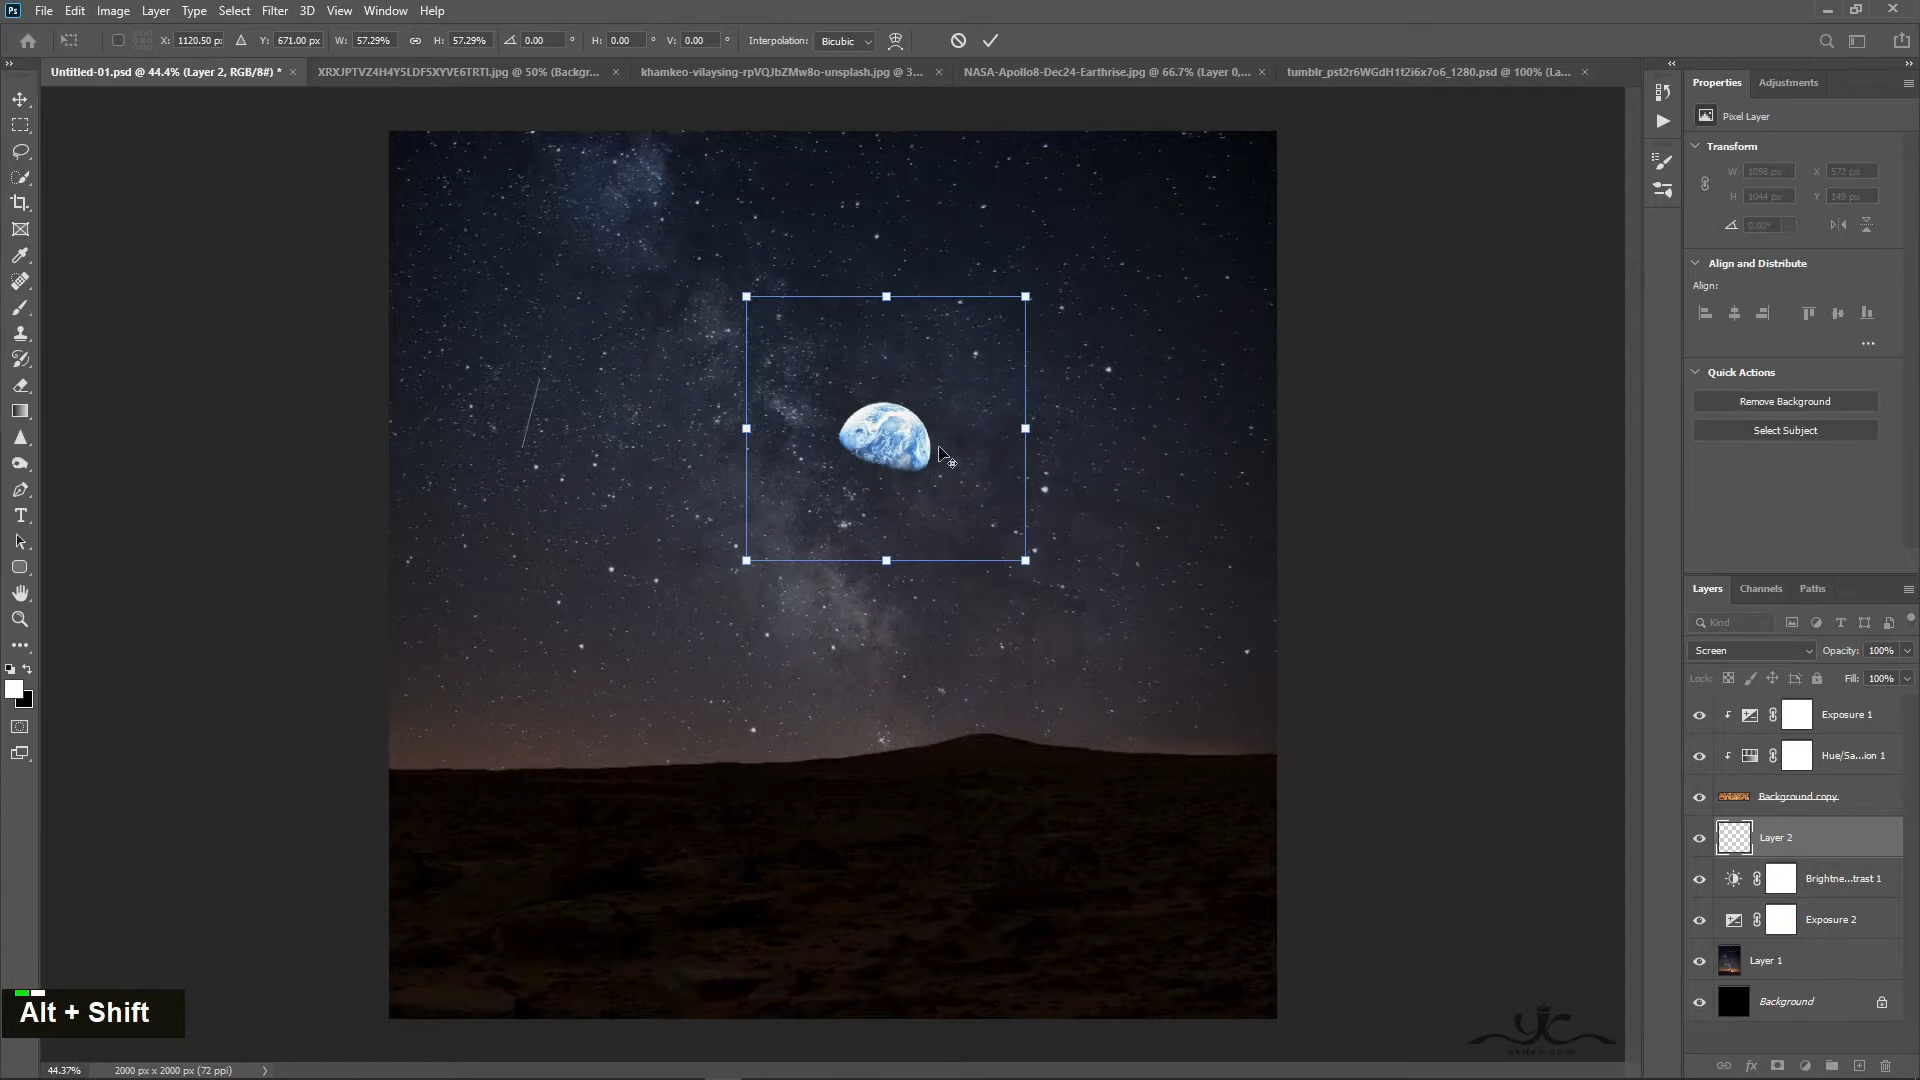 Ps File Edit Image Layer Type Select Filter 3D View Window Help
X: 1120.50 px Y: 671.00 px W: 57.29% H: 57.29% 0.00 ° H: 0.00 ° V: 0.00 ° Interpolation: Bicubic
Untitled-01.psd @ 44.4% (Layer 2, RGB/8#) * XRXJPTVZ4H4Y5LDF5XYVE6TRTI.jpg @ 50% (Backgr... khamkeo-vilaysing-rpVQJbZMw8o-unsplash.jpg @ 3... NASA-Apollo8-Dec24-Earthrise.jpg @ 66.7% (Layer 0,... tumblr_pst2r6WGdH1t2i6x7o6_1280.psd @ 100% (La...
Properties Adjustments
Pixel Layer
Transform
W 1098 px X 572 px
H 1044 px Y 149 px
0.00°
Align and Distribute
Align:
Quick Actions
Remove Background
Select Subject
Layers Channels Paths
Kind
Screen Opacity: 100%
Lock: Fill: 100%
Exposure 1
Hue/Sa...ion 1
Background copy
Layer 2
Brightne...trast 1
Exposure 2
Layer 1
Background
Alt + Shift
44.37% 2000 px x 2000 px (72 ppi)